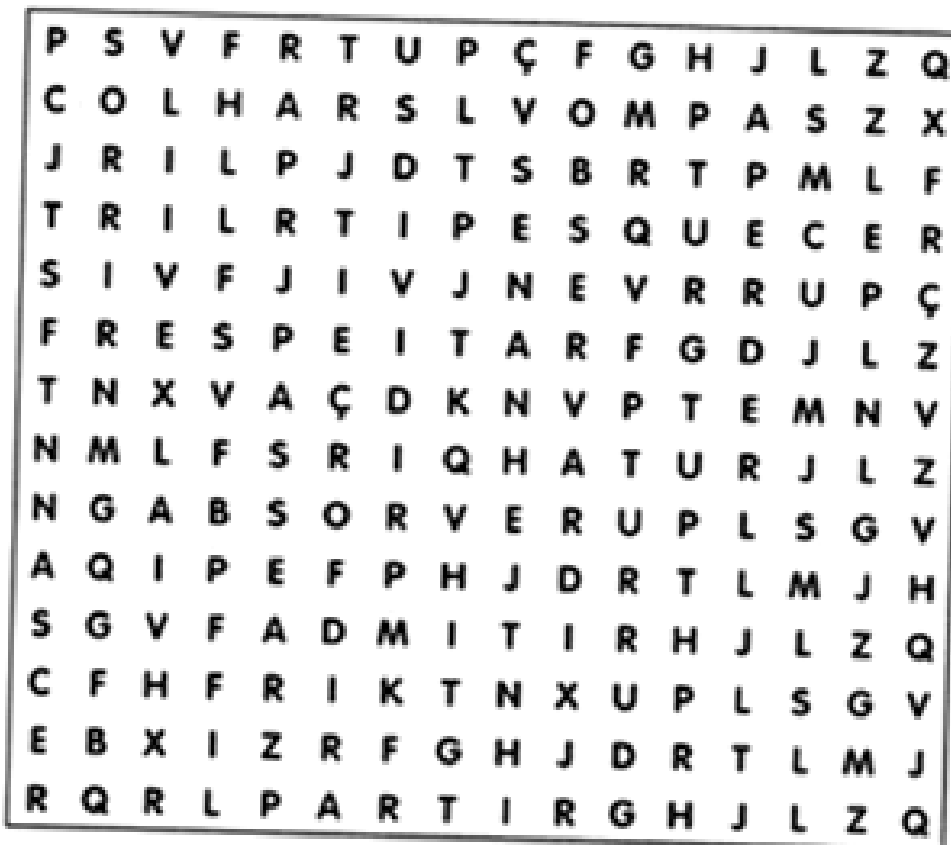 P S V F R T U P Ç F G H J L Z Q
C O L H A R S L V O M P A S Z X
J R I L P J D T S B R T P M L F
T R I L R T I P E S Q U E C E R
S I V F J I V J N E V R R U P Ç
F R E S P E I T A R F G D J L Z
T N X V A Ç D K N V P T E M N V
N M L F S R I Q H A T U R J L Z
N G A B S O R V E R U P L S G V
A Q I P E F P H J D R T L M J H
S G V F A D M I T I R H J L Z Q
C F H F R I K T N X U P L S G V
E B X I Z R F G H J D R T L M J
R Q R L P A R T I R G H J L Z Q